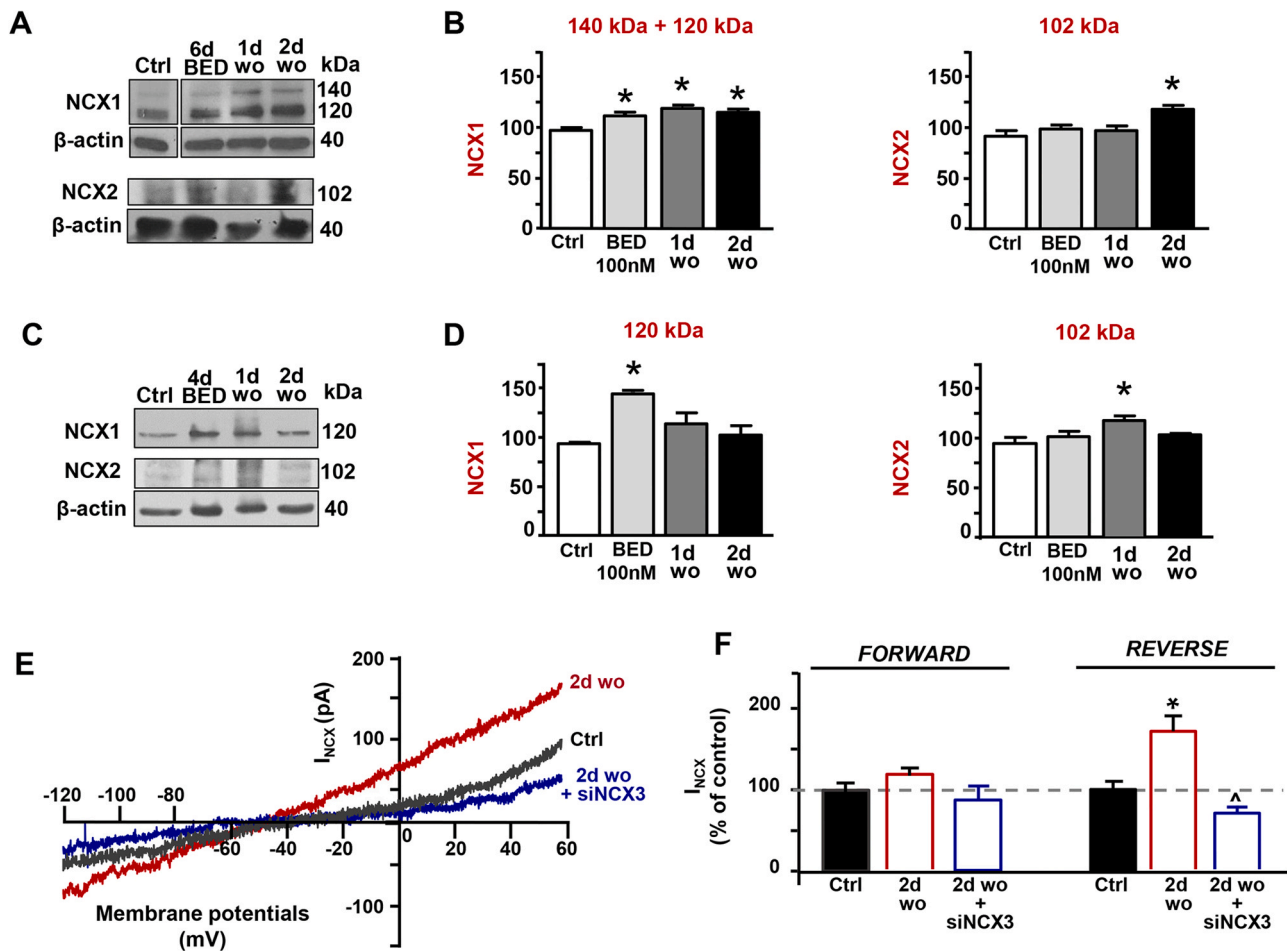 A
Ctrl
6d
BED
1d
wo
2d
wo
kDa
NCX1
140
120
β-actin
40
NCX2
102
β-actin
40
B
140 kDa + 120 kDa
NCX1
150
100
50
0
Ctrl
BED
100nM
1d
wo
2d
wo
*
*
*
102 kDa
NCX2
150
100
50
0
Ctrl
BED
100nM
1d
wo
2d
wo
*
C
Ctrl
4d
BED
1d
wo
2d
wo
kDa
NCX1
120
NCX2
102
β-actin
40
D
120 kDa
NCX1
150
100
50
0
Ctrl
BED
100nM
1d
wo
2d
wo
*
102 kDa
NCX2
150
100
50
0
Ctrl
BED
100nM
1d
wo
2d
wo
*
E
200
100
-100
INCX (pA)
2d wo
Ctrl
2d wo
+ siNCX3
-120
-100
-80
-60
-40
-20
0
20
40
60
Membrane potentials
(mV)
F
FORWARD
REVERSE
INCX
(% of control)
200
100
0
*
^
Ctrl
2d
wo
2d wo
+
siNCX3
Ctrl
2d
wo
2d wo
+
siNCX3